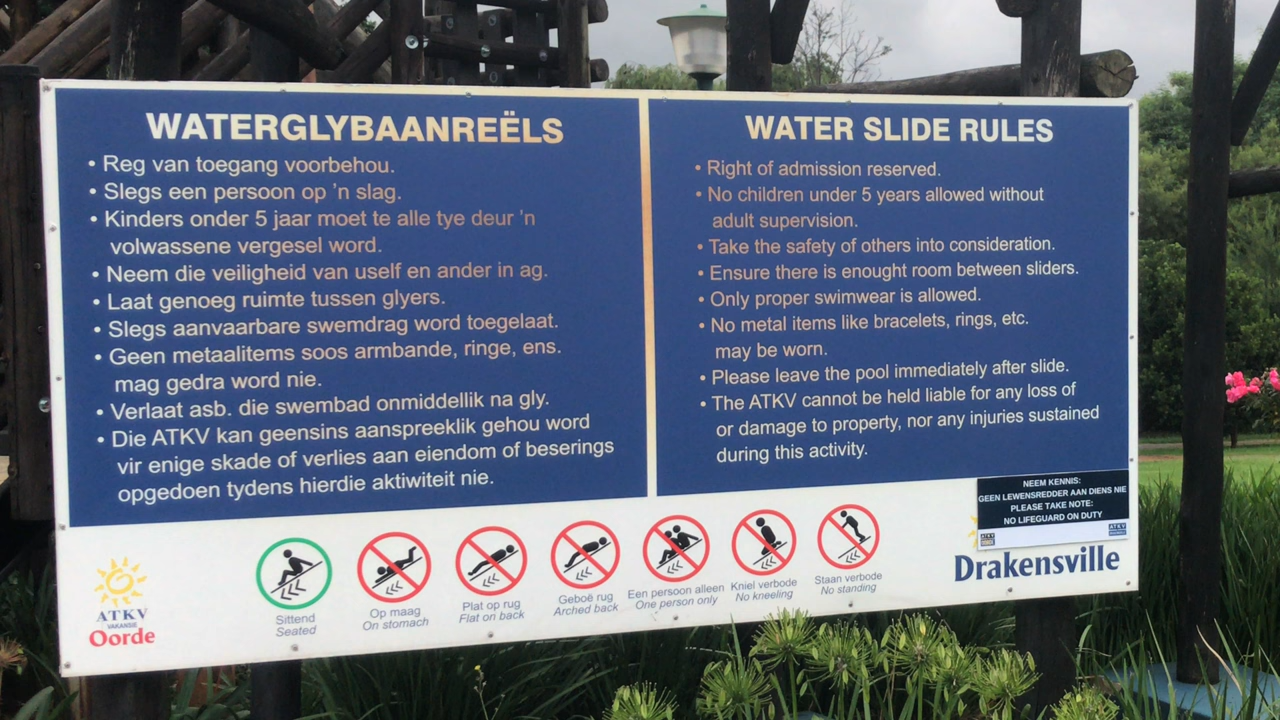 WATERGLYBAANREËLS
• Reg van toegang voorbehou.
• Slegs een persoon op 'n slag.
• Kinders onder 5 jaar moet te alle tye deur 'n
volwassene vergesel word.
• Neem die veiligheid van uself en ander in ag.
• Laat genoeg ruimte tussen glyers.
• Slegs aanvaarbare swemdrag word toegelaat.
• Geen metaalitems soos armbande, ringe, ens.
mag gedra word nie.
• Verlaat asb. die swembad onmiddellik na gly.
• Die ATKV kan geensins aanspreeklik gehou word
vir enige skade of verlies aan eiendom of beserings
opgedoen tydens hierdie aktiwiteit nie.
WATER SLIDE RULES
• Right of admission reserved.
• No children under 5 years allowed without
adult supervision.
• Take the safety of others into consideration.
• Ensure there is enought room between sliders.
• Only proper swimwear is allowed.
• No metal items like bracelets, rings, etc.
may be worn.
• Please leave the pool immediately after slide.
• The ATKV cannot be held liable for any loss of
or damage to property, nor any injuries sustained
during this activity.
NEEM KENNIS:
GEEN LEWENSREDDER AAN DIENS NIE
PLEASE TAKE NOTE:
NO LIFEGUARD ON DUTY
ATKV
VAKANSIE
Oorde
Sittend
Seated
Op maag
On stomach
Plat op rug
Flat on back
Geboë rug
Arched back
Een persoon alleen
One person only
Kniel verbode
No kneeling
Staan verbode
No standing
Drakensville